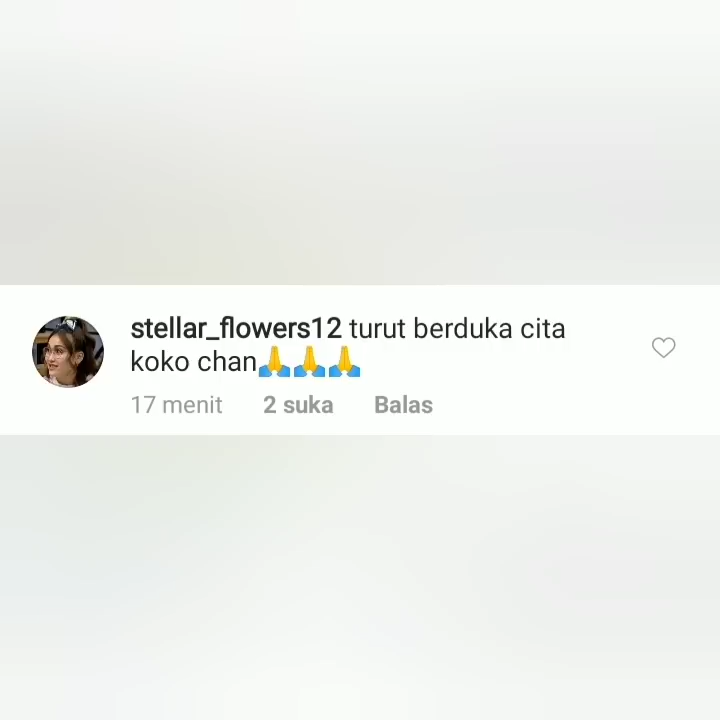 stellar_flowers12 turut berduka cita
koko chan🙏🙏🙏
17 menit 2 suka Balas